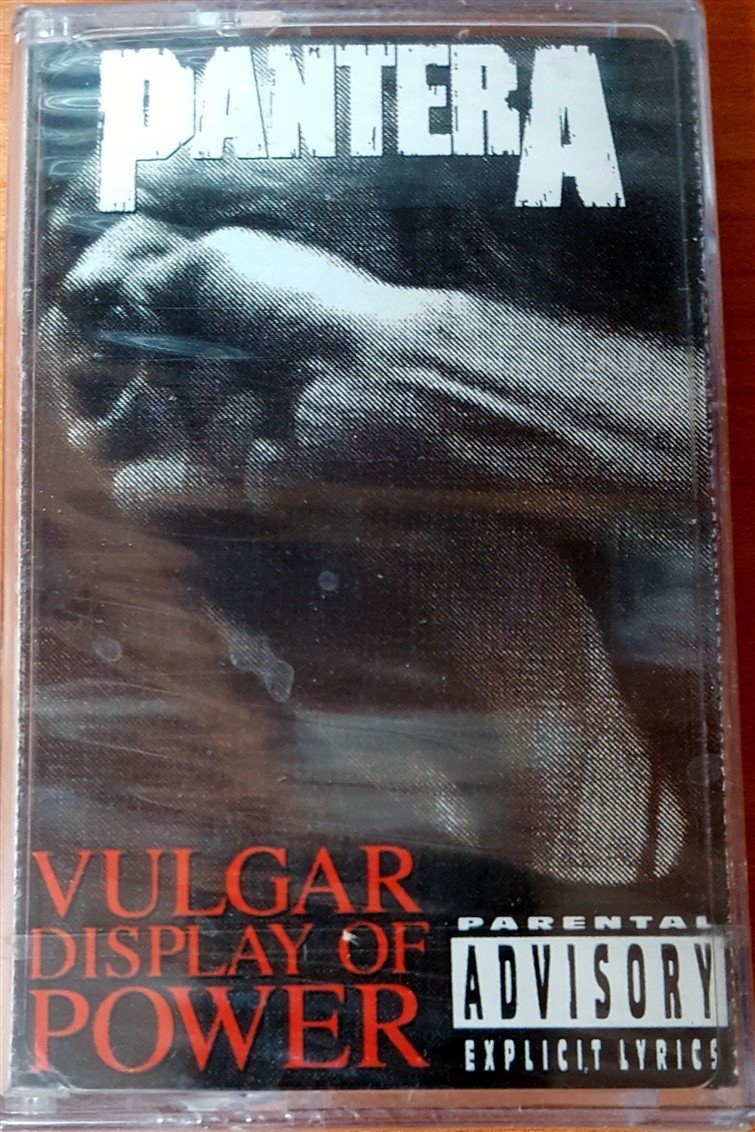 PANTERA
VULGAR
DISPLAY OF
POWER
PARENTAL
ADVISORY
EXPLICIT LYRICS